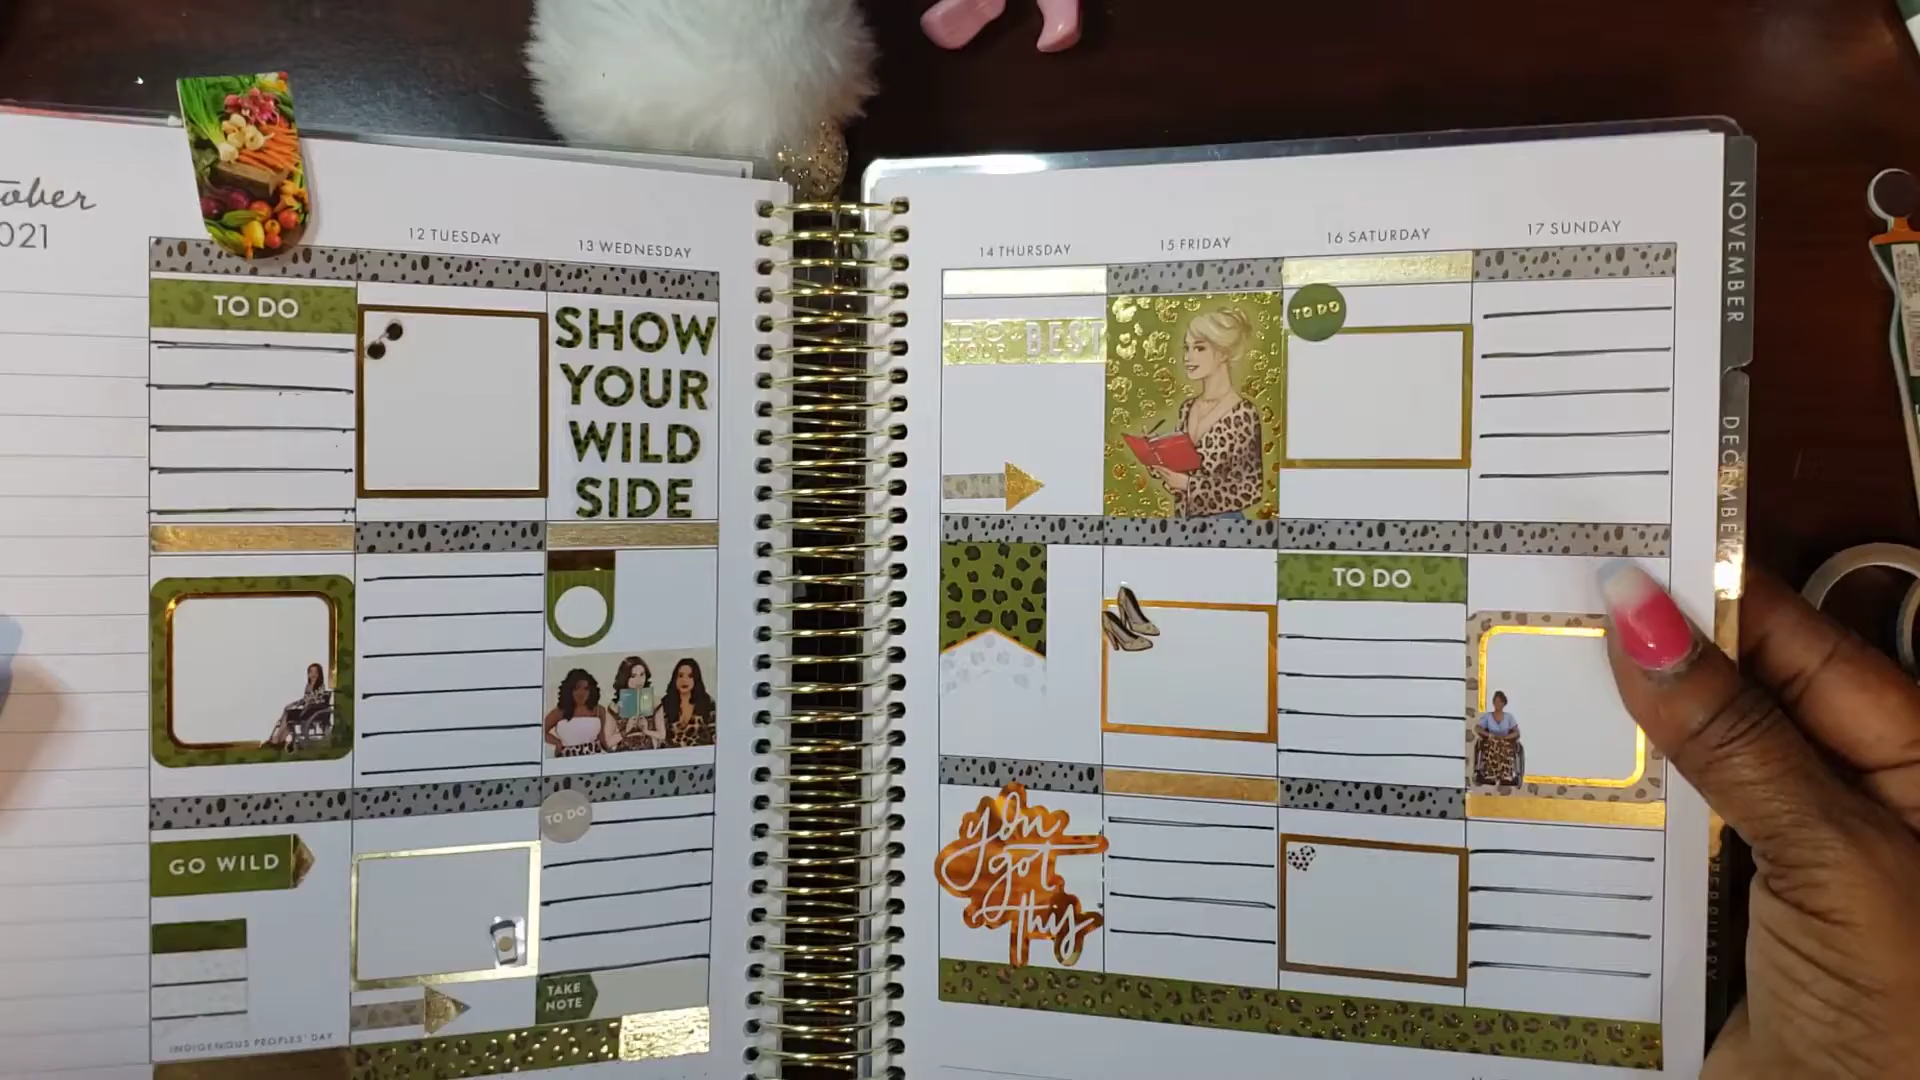 tober
021
12 TUESDAY
13 WEDNESDAY
TO DO
SHOW
YOUR
WILD
SIDE
GO WILD
TO DO
TAKE
NOTE
INDIGENOUS PEOPLES' DAY
14 THURSDAY
15 FRIDAY
16 SATURDAY
17 SUNDAY
DO
YOUR BEST
TO DO
TO DO
you
got
this
NOVEMBER
DECEMBER